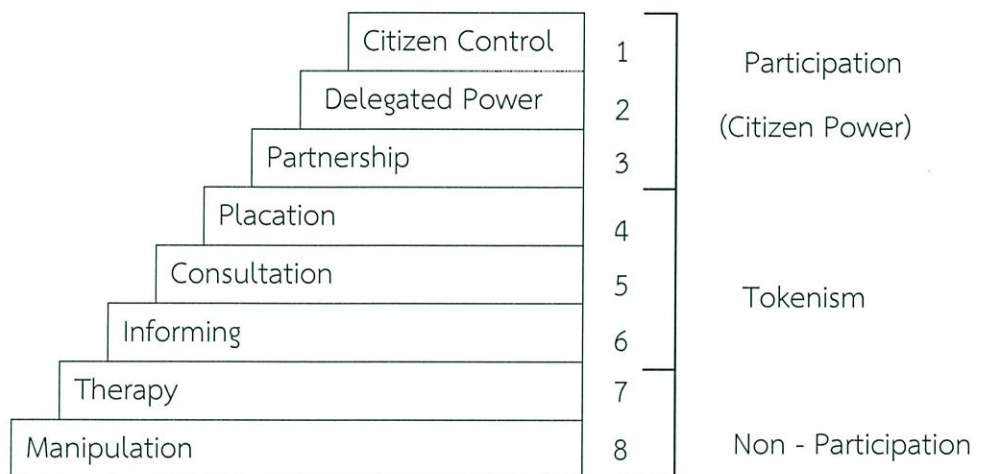 Citizen Control 1
Delegated Power 2
Partnership 3
Participation
(Citizen Power)
Placation 4
Consultation 5
Informing 6
Tokenism
Therapy 7
Manipulation 8
Non - Participation